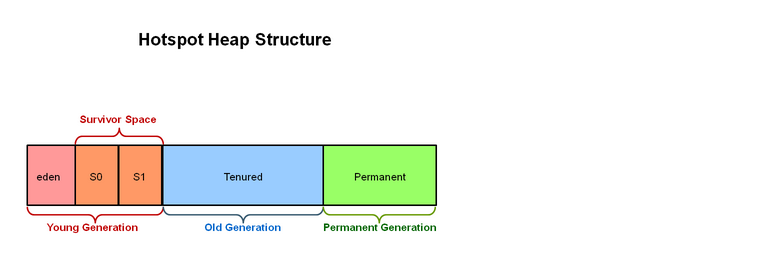 Hotspot Heap Structure
Survivor Space
eden S0 S1 Tenured Permanent
Young Generation Old Generation Permanent Generation